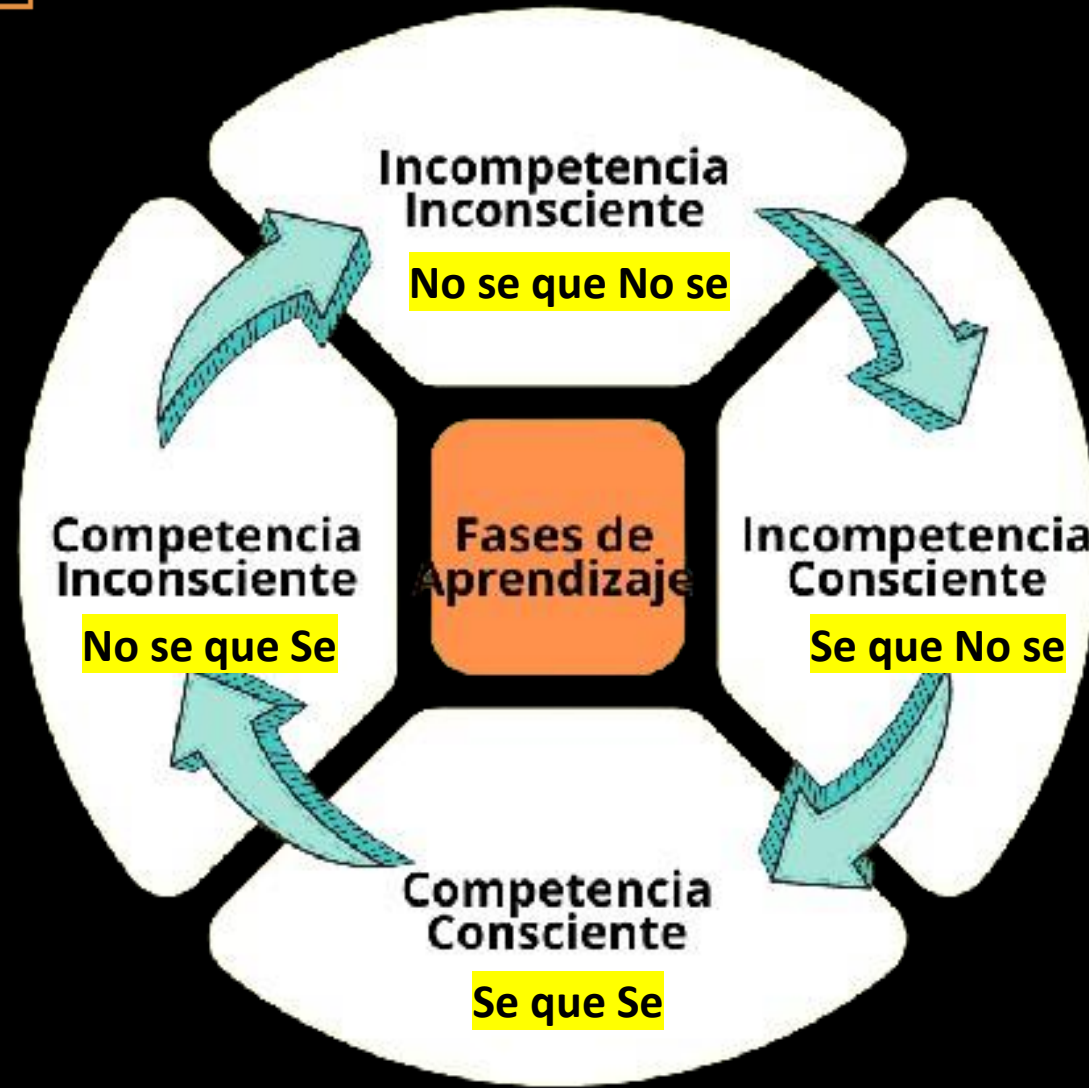 Incompetencia
Inconsciente
No se que No se
Competencia
Inconsciente
No se que Se
Fases de
Aprendizaje
Incompetencia
Consciente
Se que No se
Competencia
Consciente
Se que Se